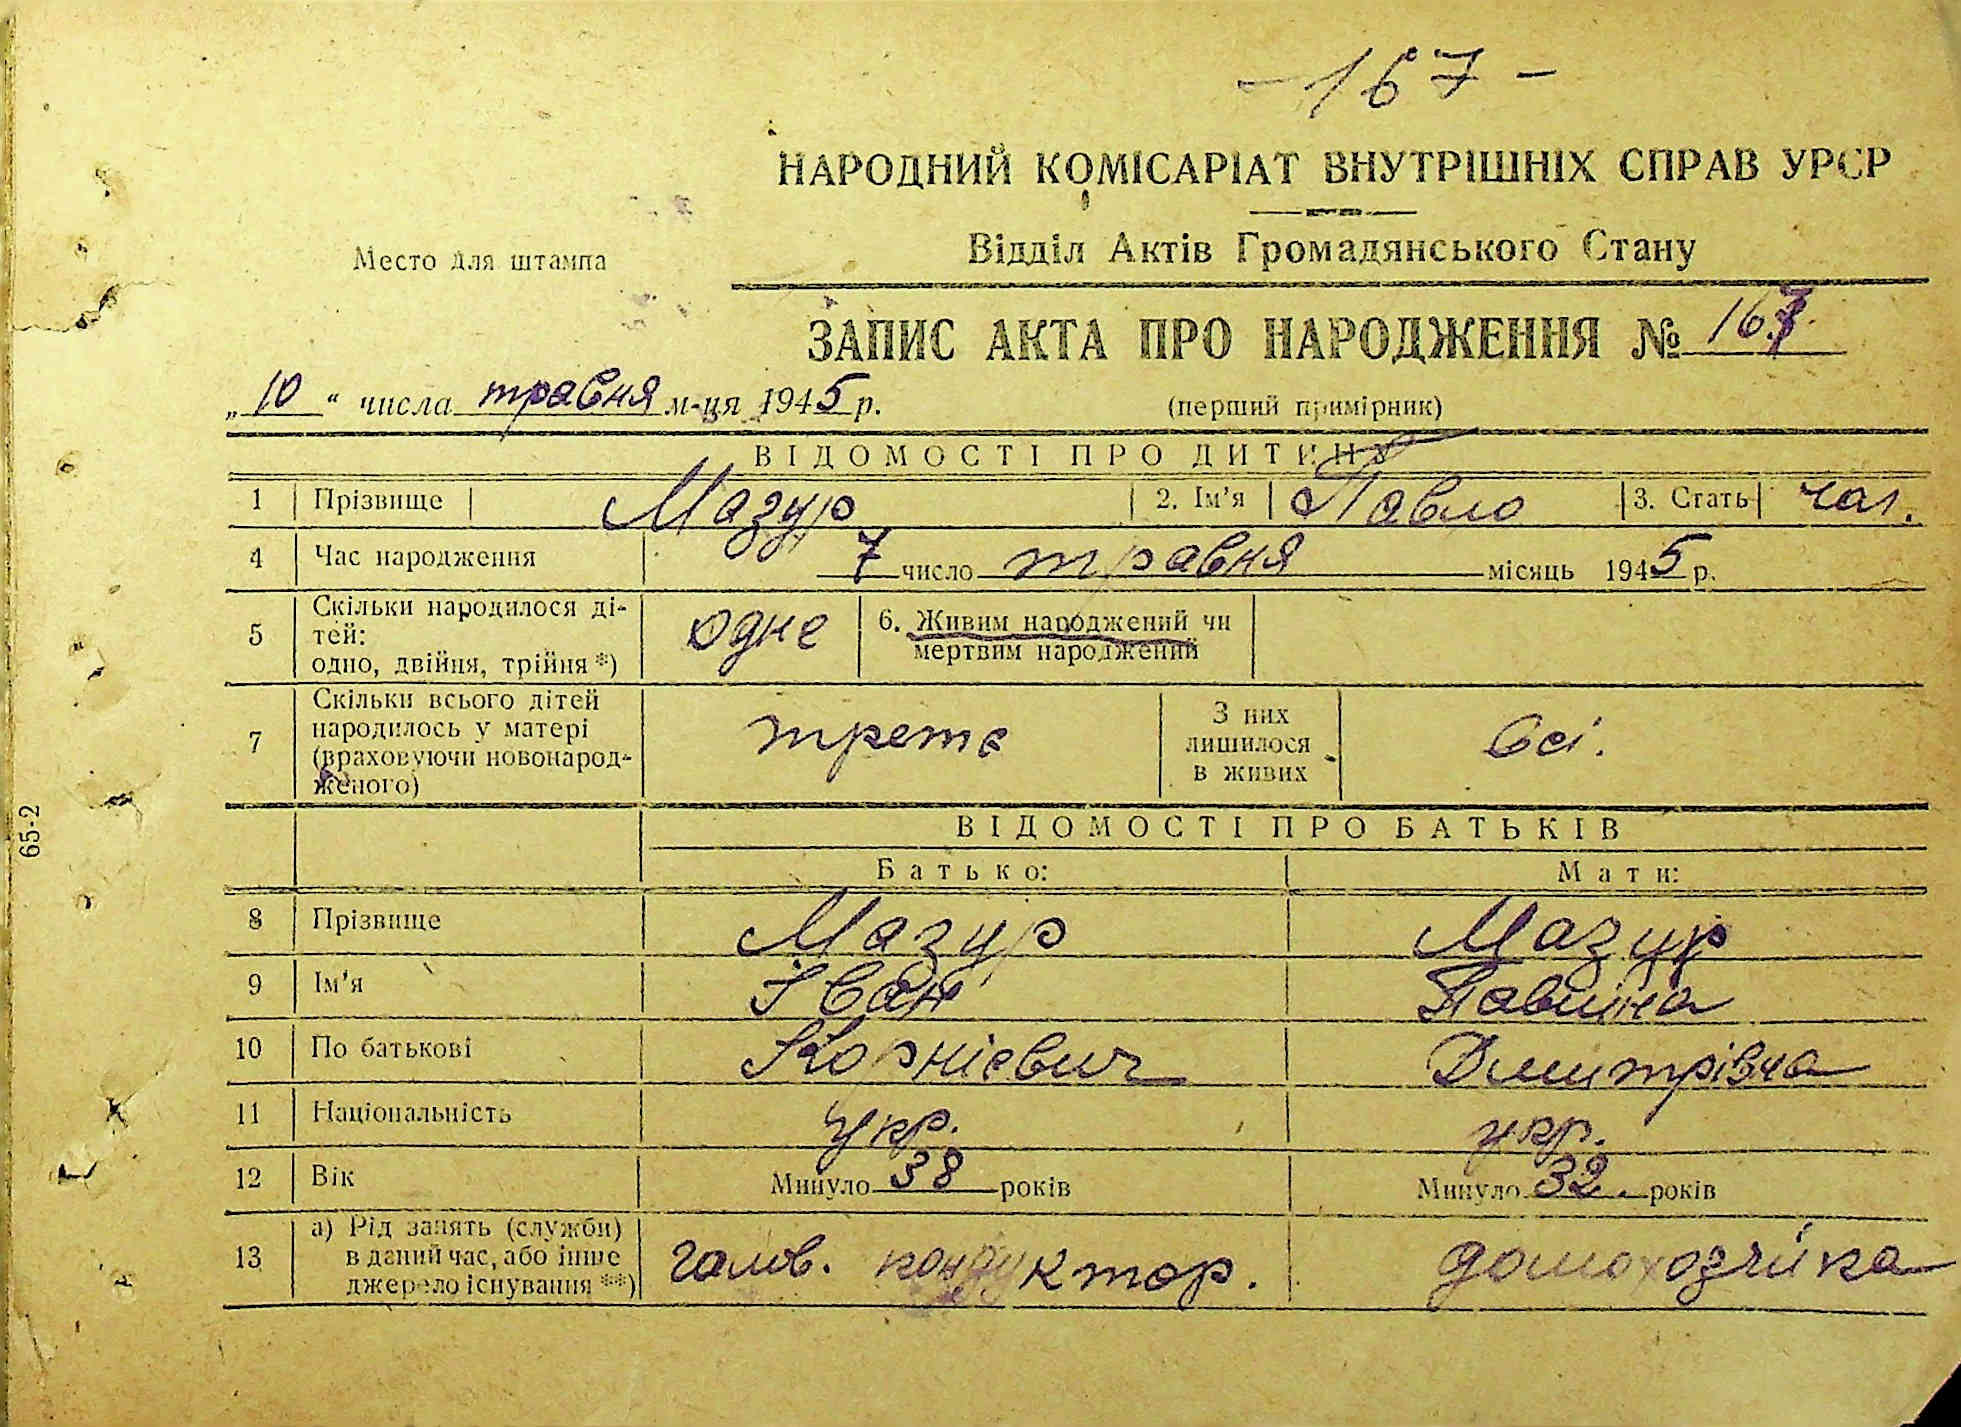 - 167 -
НАРОДНИЙ КОМІСАРІАТ ВНУТРІШНІХ СПРАВ УРСР
Место для штампа
Відділ Актів Громадянського Стану
ЗАПИС АКТА ПРО НАРОДЖЕННЯ № 167.
„10" числа травня м-ця 1945 р.
(перший примірник)
ВІДОМОСТІ ПРО ДИТИНУ
1 Прізвище Мазур 2. Ім'я Павло 3. Стать чол.
4 Час народження 7 число травня місяць 1945 р.
5 Скільки народилося ді-
тей:
одно, двійня, трійня *) одне 6. Живим народжений чи
мертвим народжений
7 Скільки всього дітей
народилось у матері
(враховуючи новонарод-
женого) третє З них
лишилося
в живих всі.
ВІДОМОСТІ ПРО БАТЬКІВ
Батько: Мати:
8 Прізвище Мазур Мазур
9 Ім'я Іван Павліна
10 По батькові Корнієвич Дмитрівна
11 Національність укр. укр.
12 Вік Минуло 38 років Минуло 32. років
13 а) Рід занять (служби)
в даний час, або інше
джерело існування **) голов. кондуктор. домохозяйка
65-2